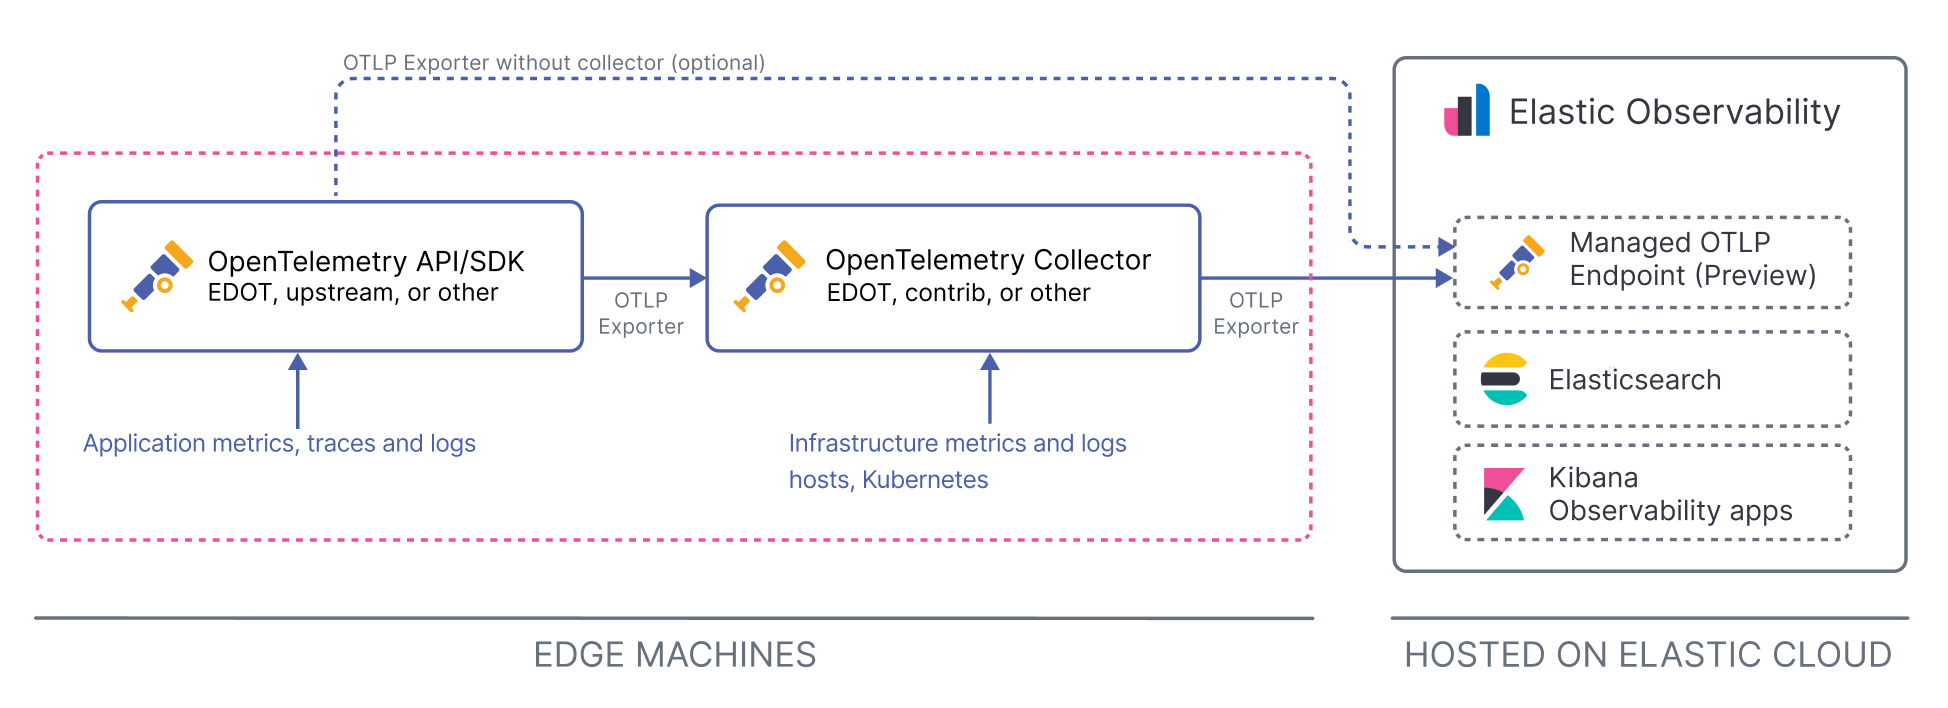 OTLP Exporter without collector (optional)
Elastic Observability
OpenTelemetry API/SDK
EDOT, upstream, or other
OTLP
Exporter
OpenTelemetry Collector
EDOT, contrib, or other
OTLP
Exporter
Managed OTLP
Endpoint (Preview)
Elasticsearch
Kibana
Observability apps
Application metrics, traces and logs
Infrastructure metrics and logs
hosts, Kubernetes
EDGE MACHINES
HOSTED ON ELASTIC CLOUD